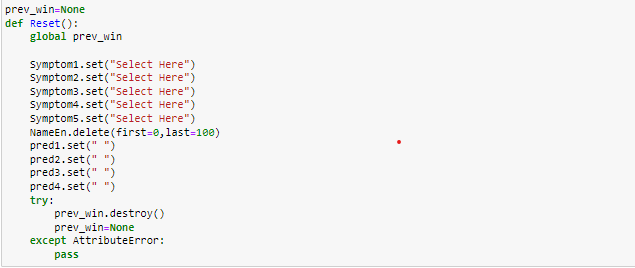 prev_win=None
def Reset():
    global prev_win

    Symptom1.set("Select Here")
    Symptom2.set("Select Here")
    Symptom3.set("Select Here")
    Symptom4.set("Select Here")
    Symptom5.set("Select Here")
    NameEn.delete(first=0,last=100)
    pred1.set(" ")
    pred2.set(" ")
    pred3.set(" ")
    pred4.set(" ")
    try:
        prev_win.destroy()
        prev_win=None
    except AttributeError:
        pass